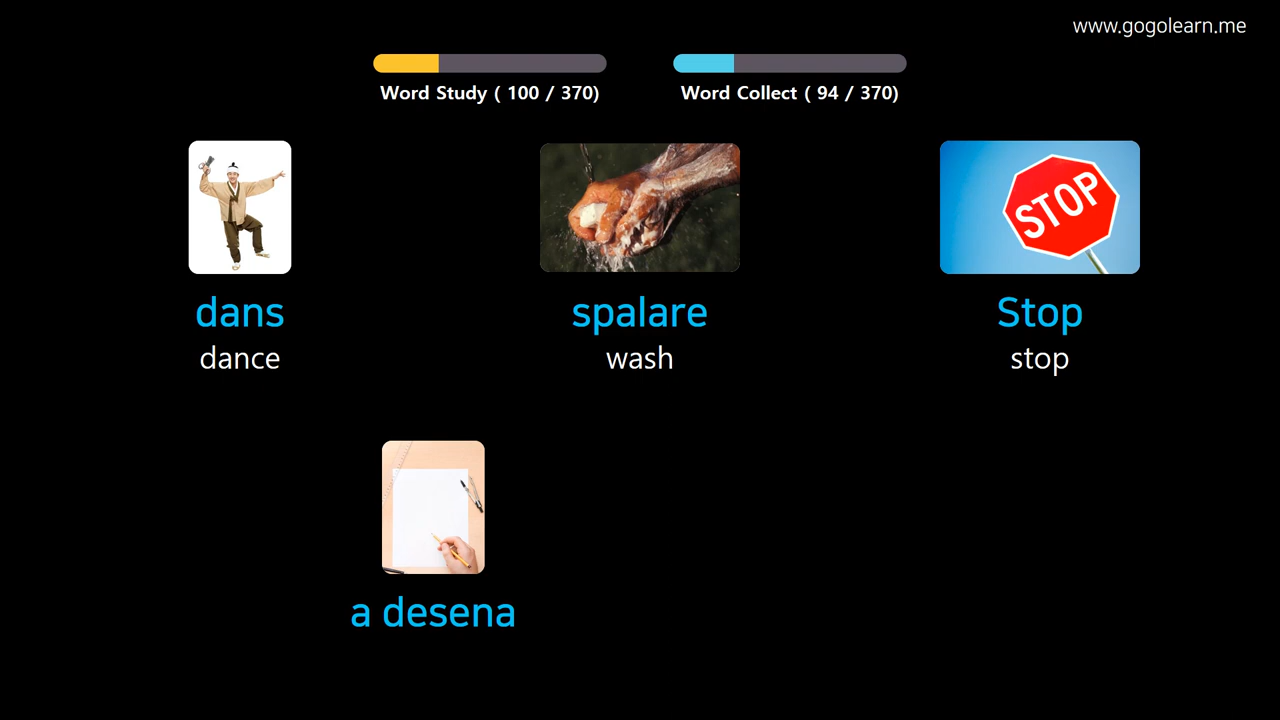 www.gogolearn.me
Word Study ( 100 / 370)
Word Collect ( 94 / 370)
STOP
dans
spalare
Stop
dance
wash
stop
a desena